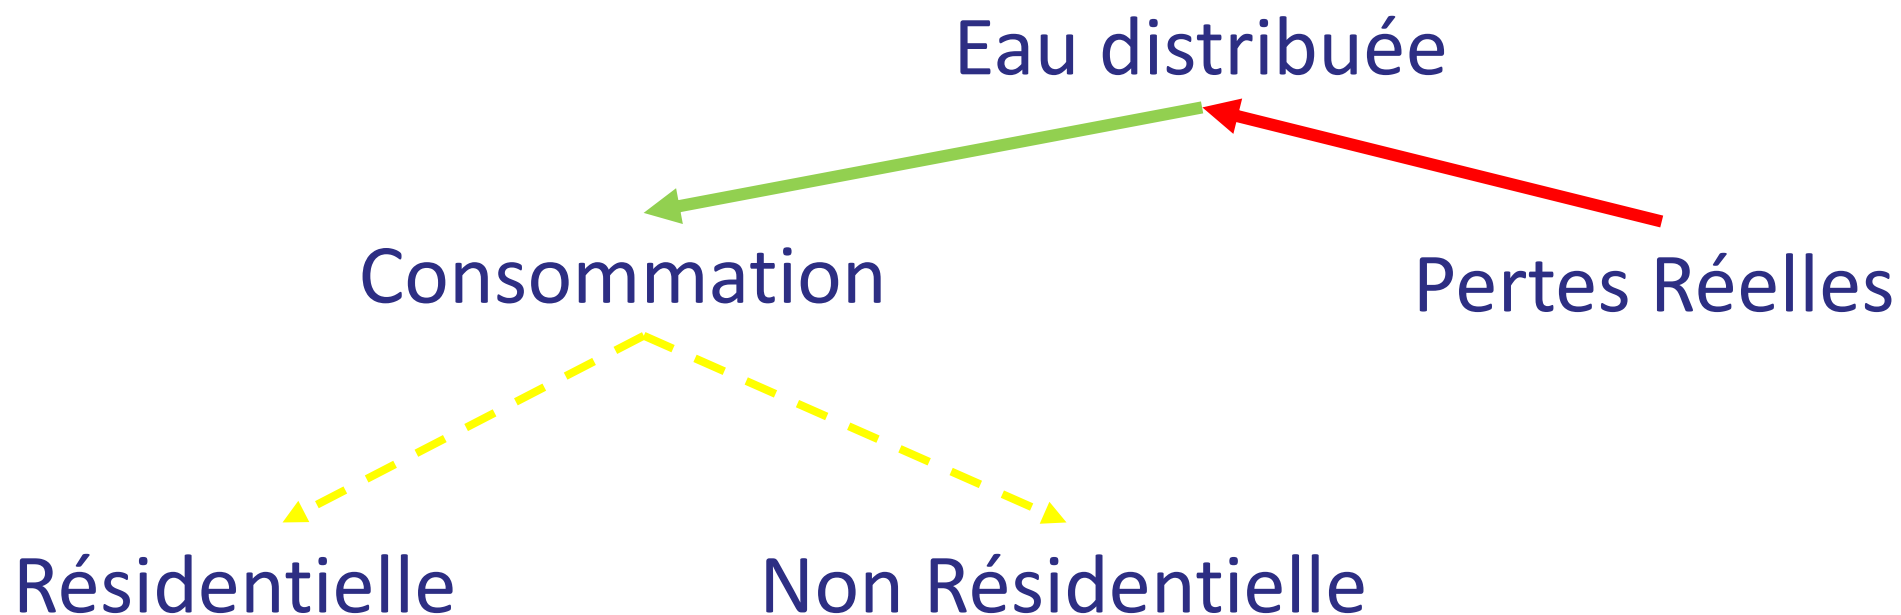 Eau distribuée
Consommation
Pertes Réelles
Résidentielle
Non Résidentielle